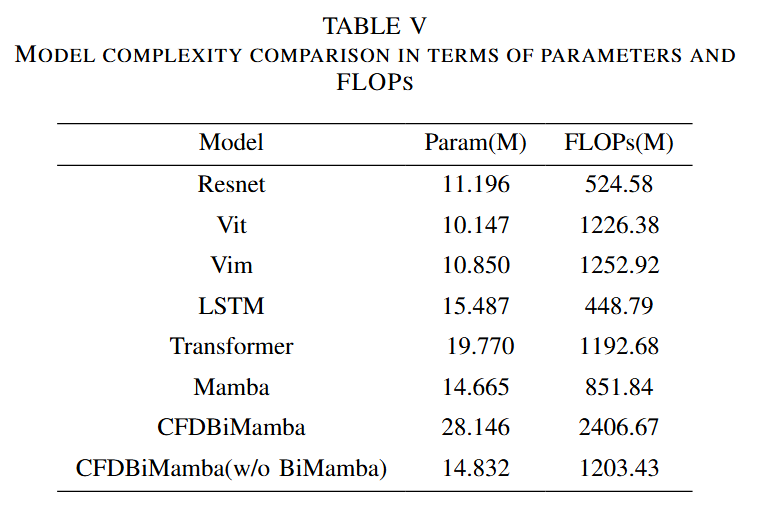 TABLE V
MODEL COMPLEXITY COMPARISON IN TERMS OF PARAMETERS AND
FLOPS
Model Param(M) FLOPs(M)
Resnet 11.196 524.58
Vit 10.147 1226.38
Vim 10.850 1252.92
LSTM 15.487 448.79
Transformer 19.770 1192.68
Mamba 14.665 851.84
CFDBiMamba 28.146 2406.67
CFDBiMamba(w/o BiMamba) 14.832 1203.43